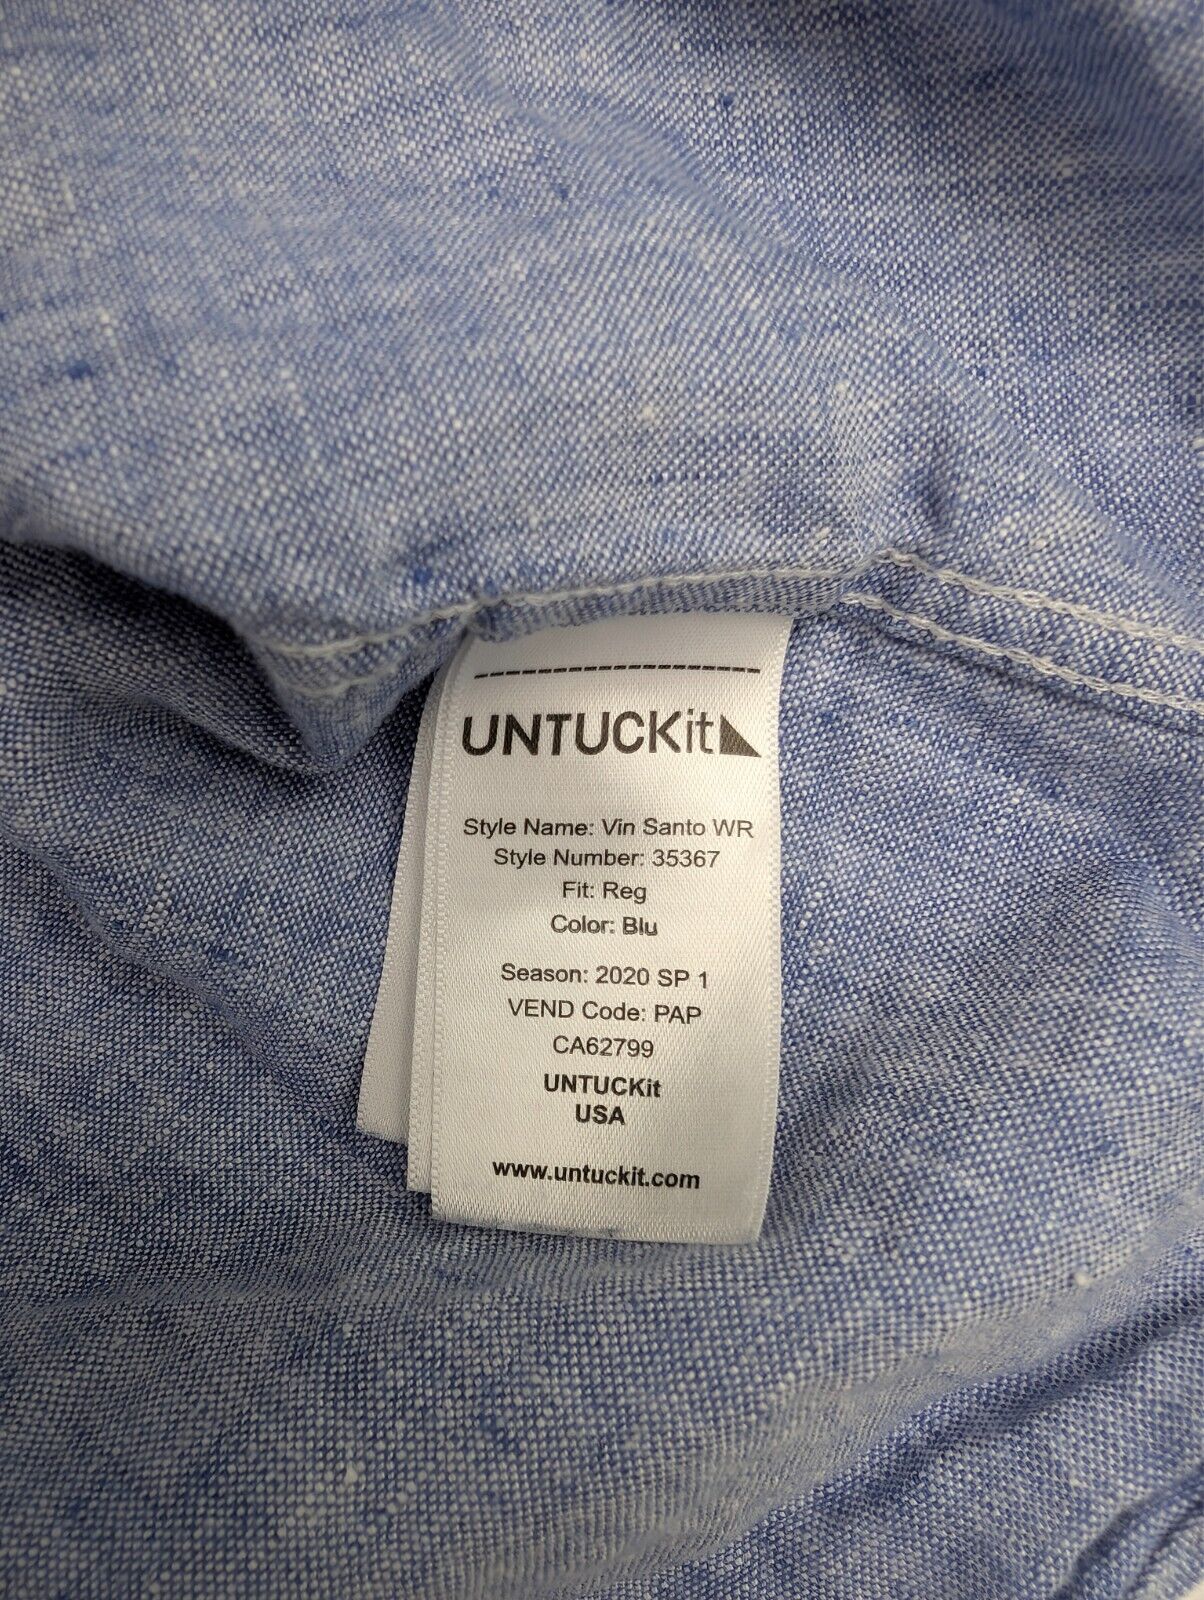 UNTUCKit
Style Name: Vin Santo WR
Style Number: 35367
Fit: Reg
Color: Blu
Season: 2020 SP 1
VEND Code: PAP
CA62799
UNTUCKit
USA
www.untuckit.com